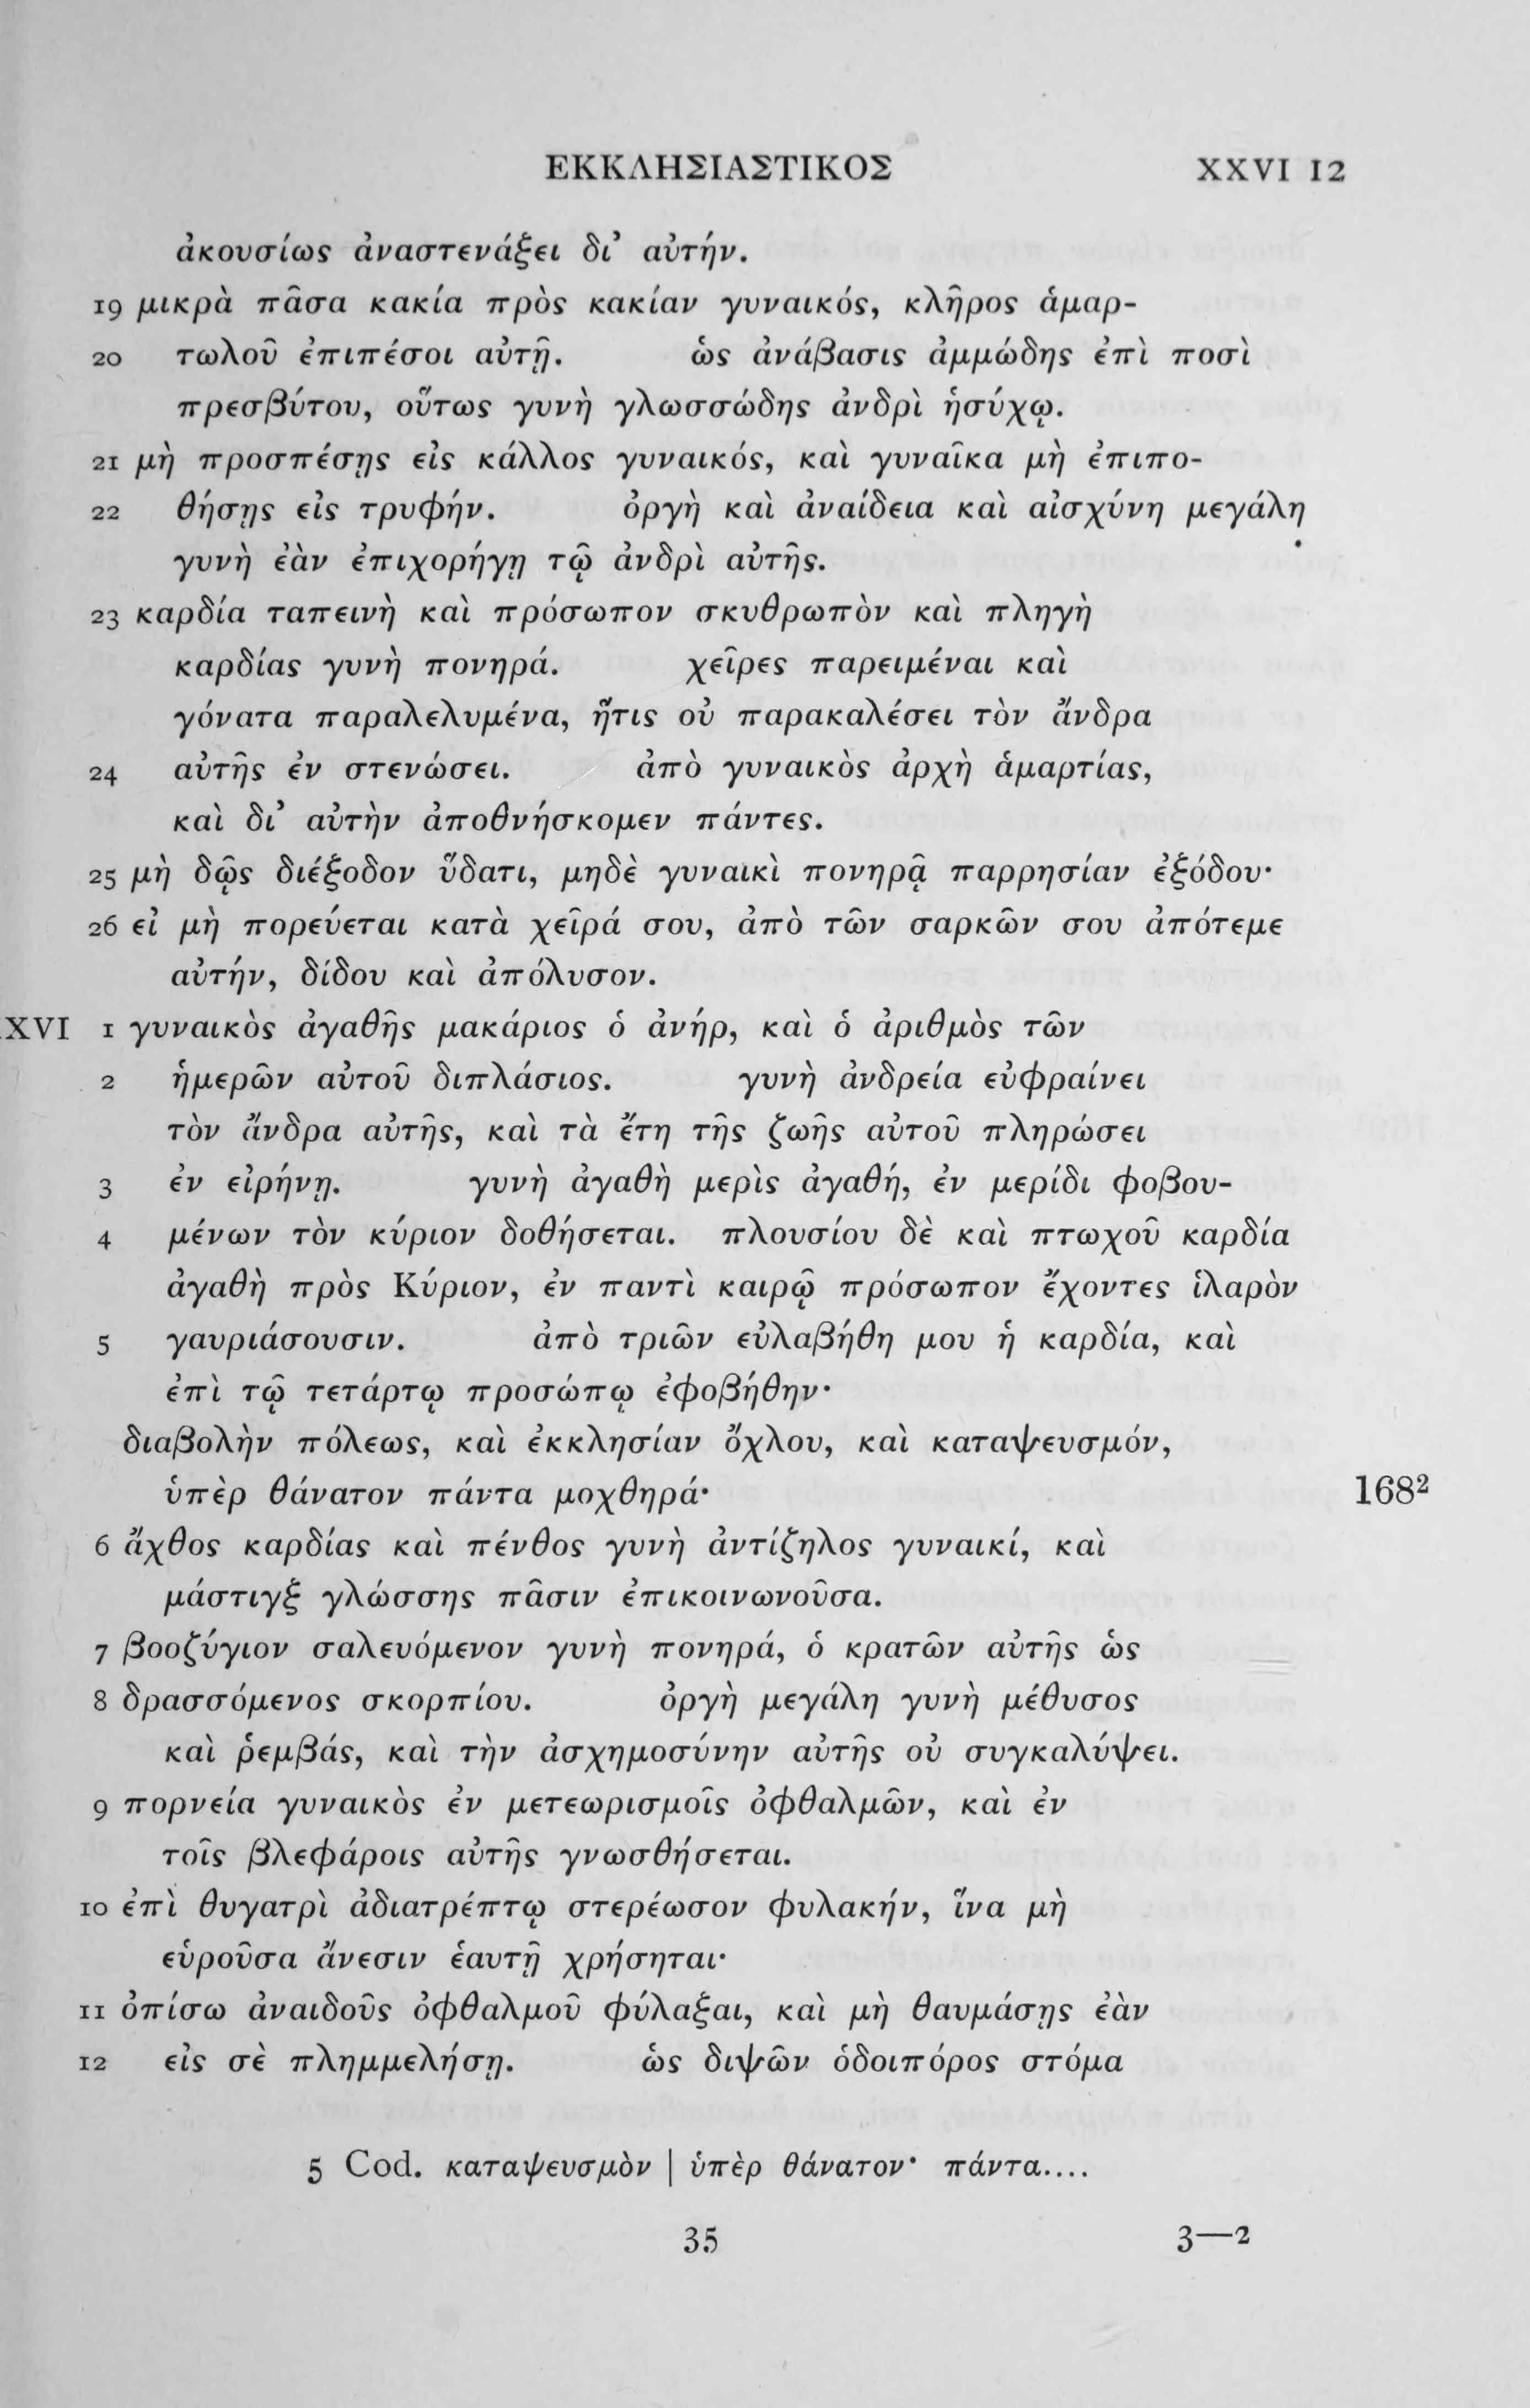 ΕΚΚΛΗΣΙΑΣΤΙΚΟΣ XXVI 12
ἀκουσίως ἀναστενάξει δι’ αὐτήν.
19 μικρὰ πᾶσα κακία πρὸς κακίαν γυναικός, κλῆρος ἁμαρ-
20 τωλοῦ ἐπιπέσοι αὐτῇ. ὡς ἀνάβασις ἀμμώδης ἐπὶ ποσὶ
πρεσβύτου, οὕτως γυνὴ γλωσσώδης ἀνδρὶ ἡσύχῳ.
21 μὴ προσπέσῃς εἰς κάλλος γυναικός, καὶ γυναῖκα μὴ ἐπιπο-
22 θήσῃς εἰς τρυφήν. ὀργὴ καὶ ἀναίδεια καὶ αἰσχύνη μεγάλη
γυνὴ ἐὰν ἐπιχορήγῃ τῷ ἀνδρὶ αὐτῆς.
23 καρδία ταπεινὴ καὶ πρόσωπον σκυθρωπὸν καὶ πληγὴ
καρδίας γυνὴ πονηρά. χεῖρες παρειμέναι καὶ
γόνατα παραλελυμένα, ἥτις οὐ παρακαλέσει τὸν ἄνδρα
24 αὐτῆς ἐν στενώσει. ἀπὸ γυναικὸς ἀρχὴ ἁμαρτίας,
καὶ δι’ αὐτὴν ἀποθνήσκομεν πάντες.
25 μὴ δῷς διέξοδον ὕδατι, μηδὲ γυναικὶ πονηρᾷ παρρησίαν ἐξόδου·
26 εἰ μὴ πορεύεται κατὰ χεῖρά σου, ἀπὸ τῶν σαρκῶν σου ἀπότεμε
αὐτήν, δίδου καὶ ἀπόλυσον.
XVI 1 γυναικὸς ἀγαθῆς μακάριος ὁ ἀνήρ, καὶ ὁ ἀριθμὸς τῶν
2 ἡμερῶν αὐτοῦ διπλάσιος. γυνὴ ἀνδρεία εὐφραίνει
τὸν ἄνδρα αὐτῆς, καὶ τὰ ἔτη τῆς ζωῆς αὐτοῦ πληρώσει
3 ἐν εἰρήνῃ. γυνὴ ἀγαθὴ μερὶς ἀγαθή, ἐν μερίδι φοβου-
4 μένων τὸν κύριον δοθήσεται. πλουσίου δὲ καὶ πτωχοῦ καρδία
ἀγαθὴ πρὸς Κύριον, ἐν παντὶ καιρῷ πρόσωπον ἔχοντες ἱλαρὸν
5 γαυριάσουσιν. ἀπὸ τριῶν εὐλαβήθη μου ἡ καρδία, καὶ
ἐπὶ τῷ τετάρτῳ προσώπῳ ἐφοβήθην·
διαβολὴν πόλεως, καὶ ἐκκλησίαν ὄχλου, καὶ καταψευσμόν,
ὑπὲρ θάνατον πάντα μοχθηρά· 168²
6 ἄχθος καρδίας καὶ πένθος γυνὴ ἀντίζηλος γυναικί, καὶ
μάστιγξ γλώσσης πᾶσιν ἐπικοινωνοῦσα.
7 βοοζύγιον σαλευόμενον γυνὴ πονηρά, ὁ κρατῶν αὐτῆς ὡς
8 δρασσόμενος σκορπίου. ὀργὴ μεγάλη γυνὴ μέθυσος
καὶ ῥεμβάς, καὶ τὴν ἀσχημοσύνην αὐτῆς οὐ συγκαλύψει.
9 πορνεία γυναικὸς ἐν μετεωρισμοῖς ὀφθαλμῶν, καὶ ἐν
τοῖς βλεφάροις αὐτῆς γνωσθήσεται.
10 ἐπὶ θυγατρὶ ἀδιατρέπτῳ στερέωσον φυλακήν, ἵνα μὴ
εὑροῦσα ἄνεσιν ἑαυτῇ χρήσηται·
11 ὀπίσω ἀναιδοῦς ὀφθαλμοῦ φύλαξαι, καὶ μὴ θαυμάσῃς ἐὰν
12 εἰς σὲ πλημμελήσῃ. ὡς διψῶν ὁδοιπόρος στόμα
5 Cod. καταψευσμὸν | ὑπὲρ θάνατον· πάντα....
35 3—2